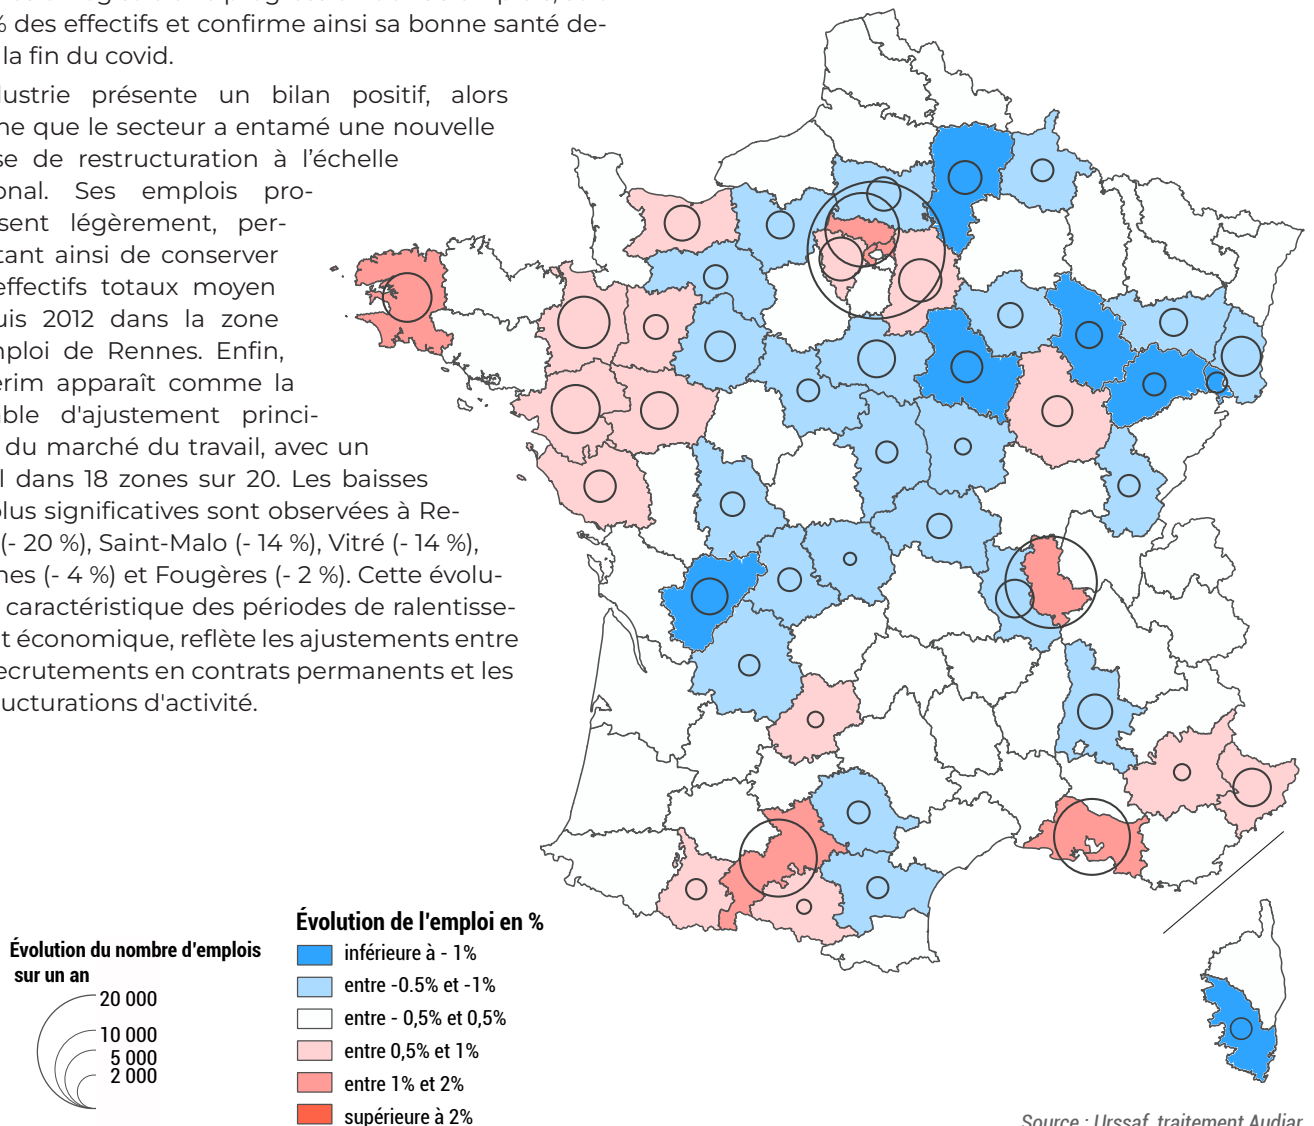 % des effectifs et confirme ainsi sa bonne santé de-
la fin du covid.
dustrie présente un bilan positif, alors
ne que le secteur a entamé une nouvelle
se de restructuration à l'échelle
onal. Ses emplois pro-
sent légèrement, per-
tant ainsi de conserver
effectifs totaux moyen
uis 2012 dans la zone
mploi de Rennes. Enfin,
érim apparaît comme la
able d'ajustement princi-
du marché du travail, avec un
l dans 18 zones sur 20. Les baisses
plus significatives sont observées à Re-
(- 20 %), Saint-Malo (- 14 %), Vitré (- 14 %),
nes (- 4 %) et Fougères (- 2 %). Cette évolu-
caractéristique des périodes de ralentisse-
t économique, reflète les ajustements entre
recrutements en contrats permanents et les
ucturations d'activité.
Évolution du nombre d'emplois
sur un an
20 000
10 000
5 000
2 000
Évolution de l'emploi en %
inférieure à - 1%
entre -0.5% et -1%
entre - 0,5% et 0,5%
entre 0,5% et 1%
entre 1% et 2%
supérieure à 2%
Source : Urssaf, traitement Audiar